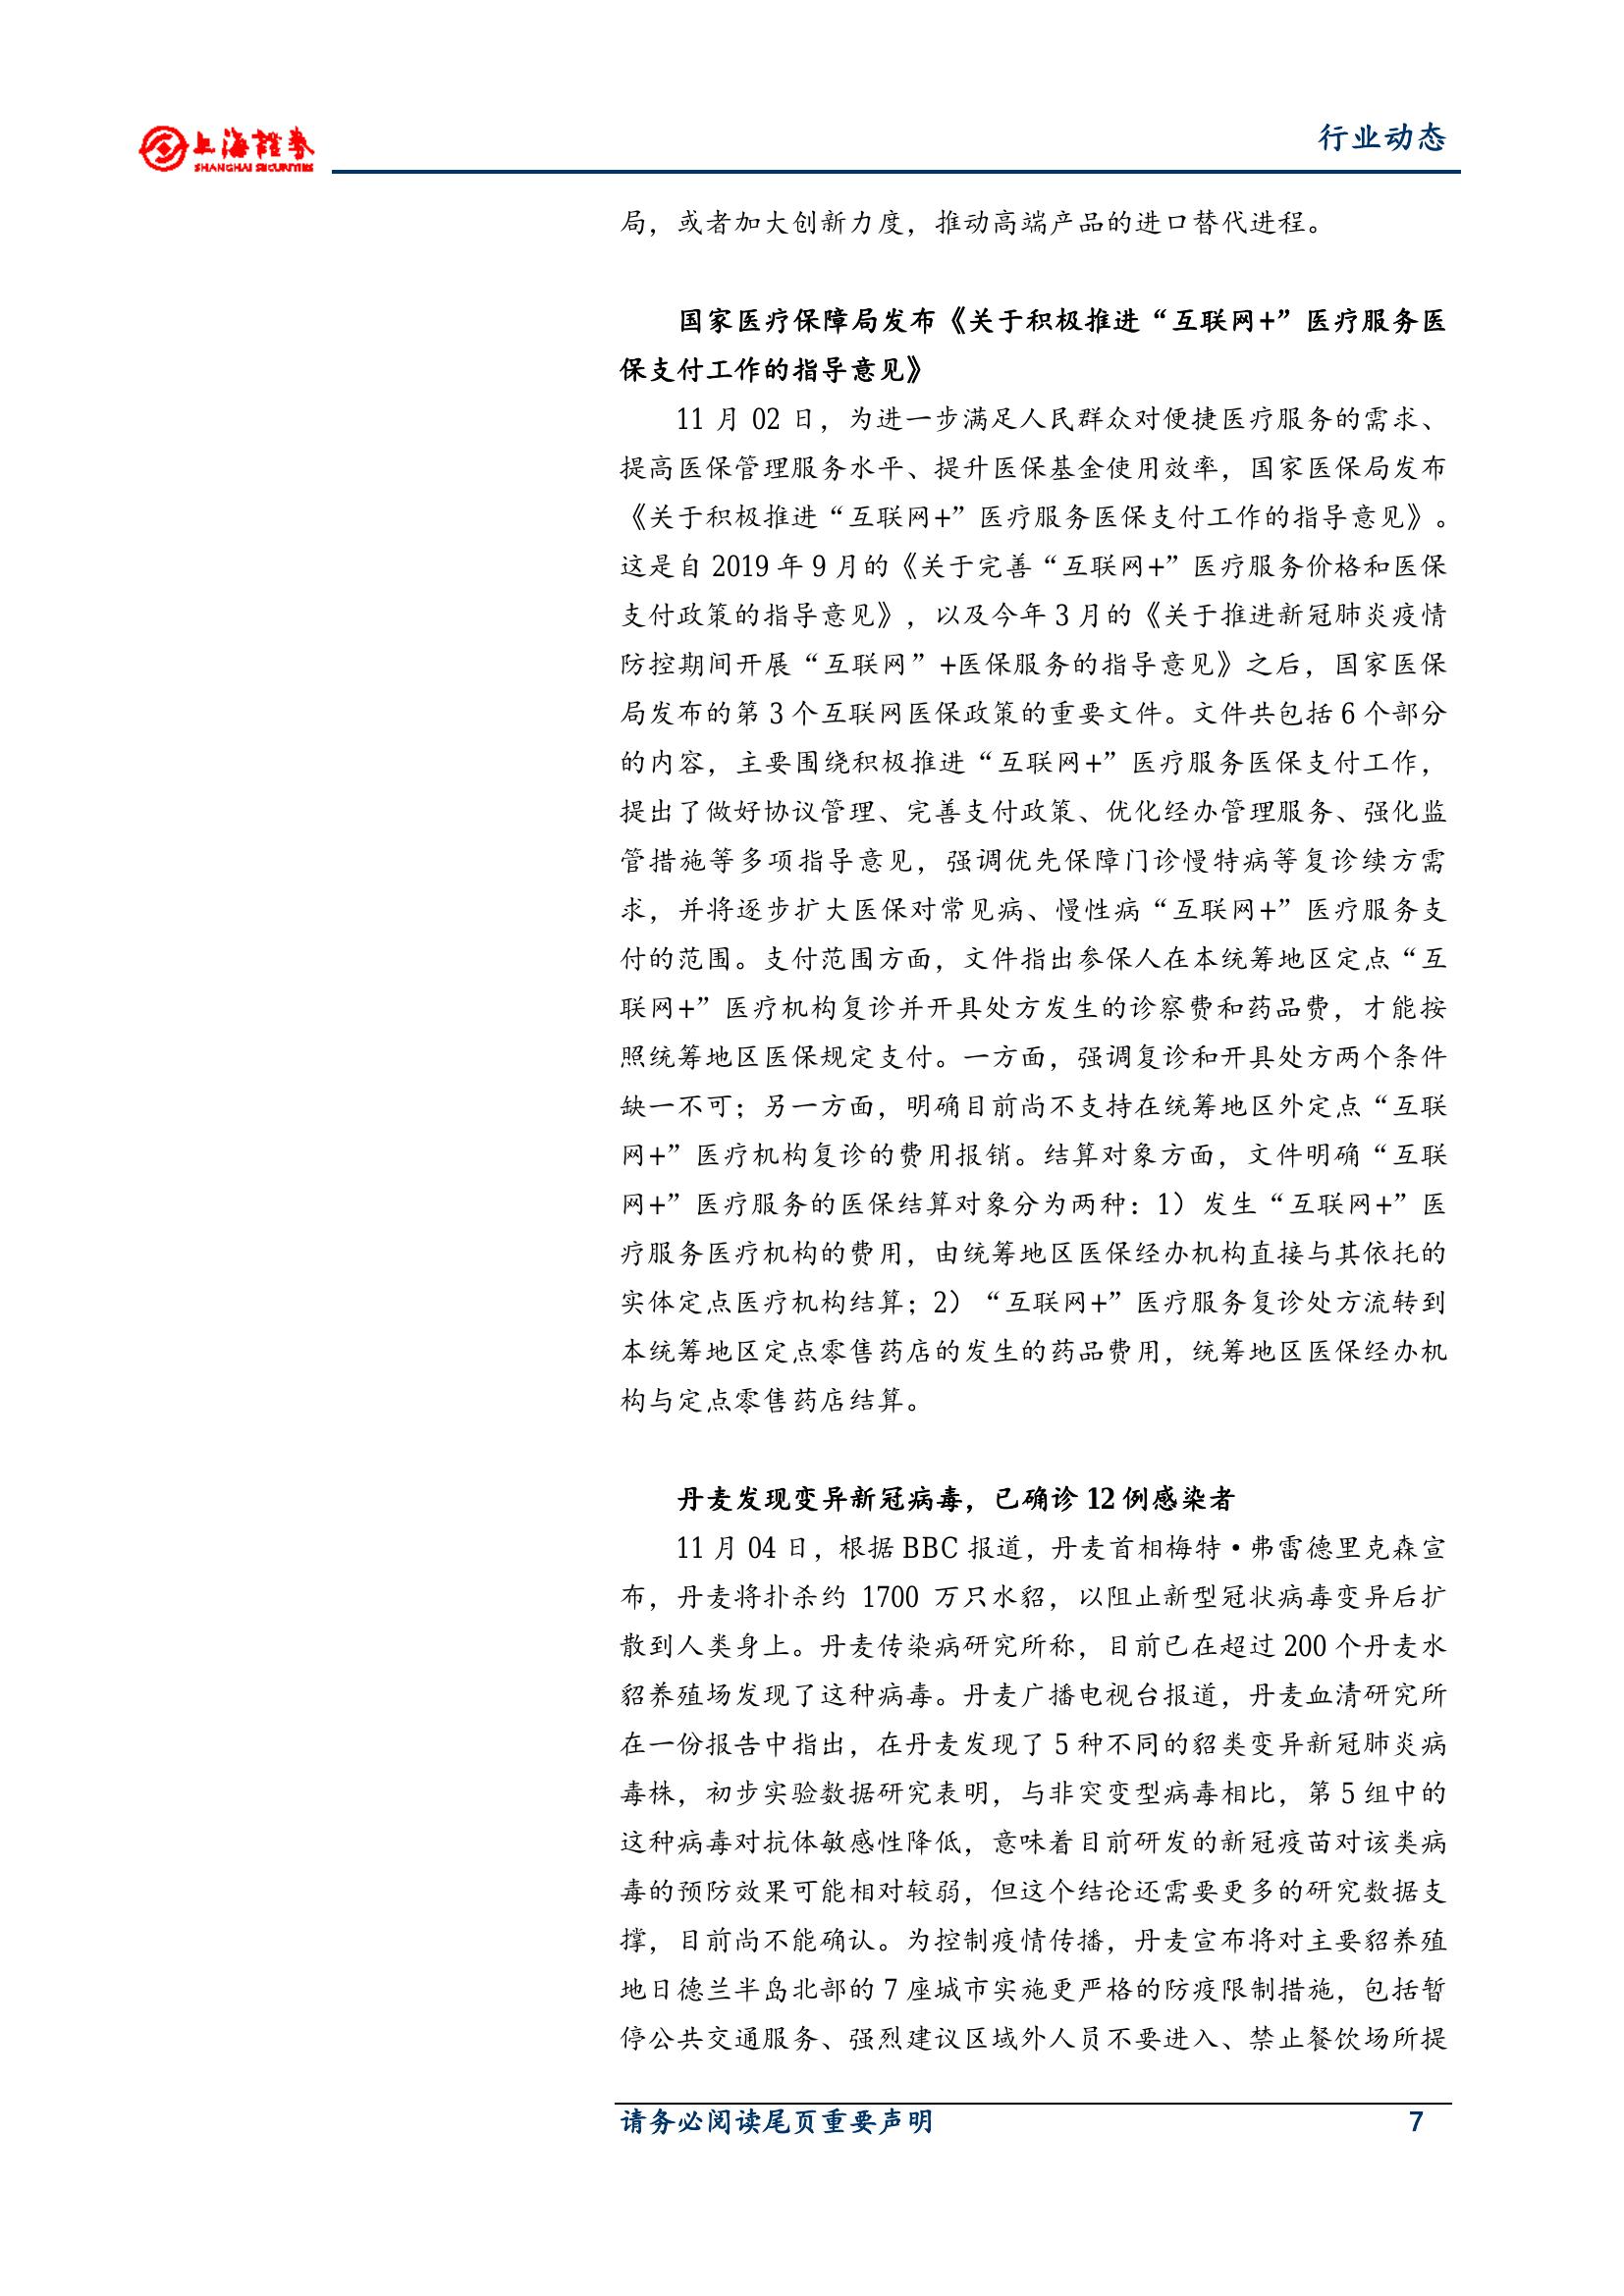 上海證券
SHANGHAI SECURITIES
行业动态
局，或者加大创新力度，推动高端产品的进口替代进程。
国家医疗保障局发布《关于积极推进“互联网+”医疗服务医
保支付工作的指导意见》
11 月 02 日，为进一步满足人民群众对便捷医疗服务的需求、
提高医保管理服务水平、提升医保基金使用效率，国家医保局发布
《关于积极推进“互联网+”医疗服务医保支付工作的指导意见》。
这是自 2019 年 9 月的《关于完善“互联网+”医疗服务价格和医保
支付政策的指导意见》，以及今年 3 月的《关于推进新冠肺炎疫情
防控期间开展“互联网”+医保服务的指导意见》之后，国家医保
局发布的第 3 个互联网医保政策的重要文件。文件共包括 6 个部分
的内容，主要围绕积极推进“互联网+”医疗服务医保支付工作，
提出了做好协议管理、完善支付政策、优化经办管理服务、强化监
管措施等多项指导意见，强调优先保障门诊慢特病等复诊续方需
求，并将逐步扩大医保对常见病、慢性病“互联网+”医疗服务支
付的范围。支付范围方面，文件指出参保人在本统筹地区定点“互
联网+”医疗机构复诊并开具处方发生的诊察费和药品费，才能按
照统筹地区医保规定支付。一方面，强调复诊和开具处方两个条件
缺一不可；另一方面，明确目前尚不支持在统筹地区外定点“互联
网+”医疗机构复诊的费用报销。结算对象方面，文件明确“互联
网+”医疗服务的医保结算对象分为两种：1）发生“互联网+”医
疗服务医疗机构的费用，由统筹地区医保经办机构直接与其依托的
实体定点医疗机构结算；2）“互联网+”医疗服务复诊处方流转到
本统筹地区定点零售药店的发生的药品费用，统筹地区医保经办机
构与定点零售药店结算。
丹麦发现变异新冠病毒，已确诊 12 例感染者
11 月 04 日，根据 BBC 报道，丹麦首相梅特·弗雷德里克森宣
布，丹麦将扑杀约 1700 万只水貂，以阻止新型冠状病毒变异后扩
散到人类身上。丹麦传染病研究所称，目前已在超过 200 个丹麦水
貂养殖场发现了这种病毒。丹麦广播电视台报道，丹麦血清研究所
在一份报告中指出，在丹麦发现了 5 种不同的貂类变异新冠肺炎病
毒株，初步实验数据研究表明，与非突变型病毒相比，第 5 组中的
这种病毒对抗体敏感性降低，意味着目前研发的新冠疫苗对该类病
毒的预防效果可能相对较弱，但这个结论还需要更多的研究数据支
撑，目前尚不能确认。为控制疫情传播，丹麦宣布将对主要貂养殖
地日德兰半岛北部的 7 座城市实施更严格的防疫限制措施，包括暂
停公共交通服务、强烈建议区域外人员不要进入、禁止餐饮场所提
请务必阅读尾页重要声明
7